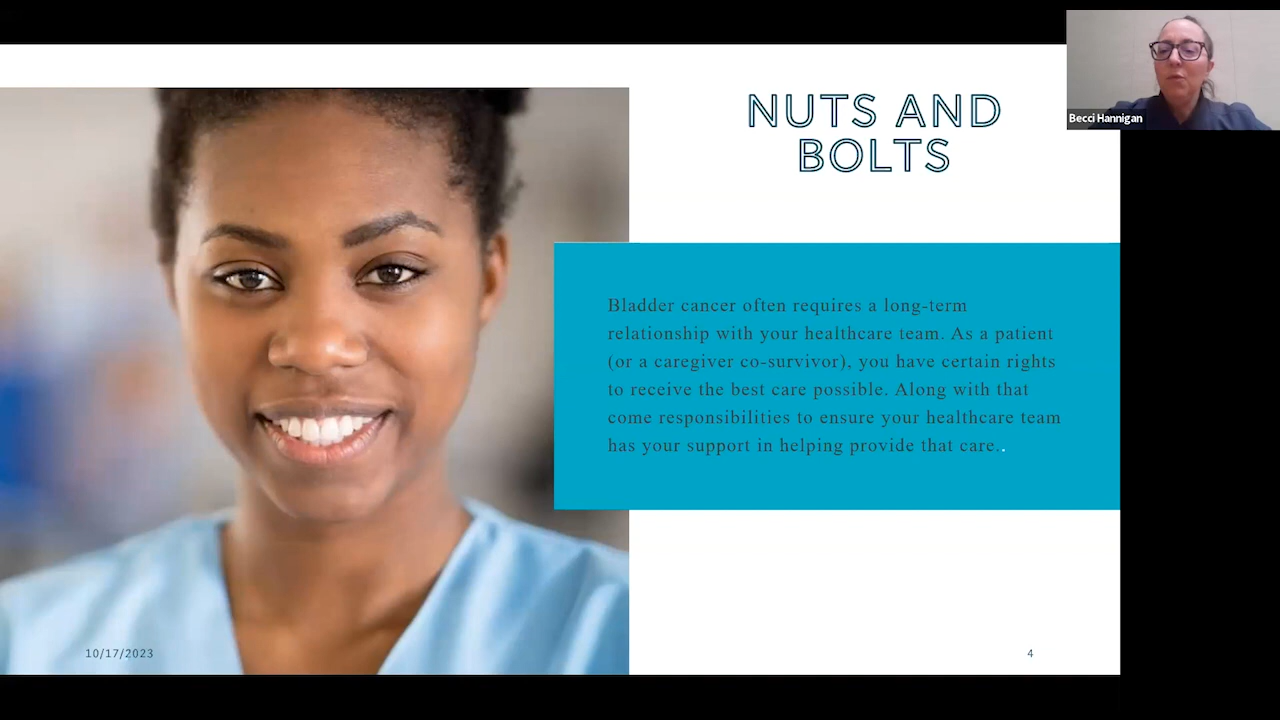 Becci Hannigan
NUTS AND
BOLTS
Bladder cancer often requires a long-term
relationship with your healthcare team. As a patient
(or a caregiver co-survivor), you have certain rights
to receive the best care possible. Along with that
come responsibilities to ensure your healthcare team
has your support in helping provide that care..
10/17/2023
4